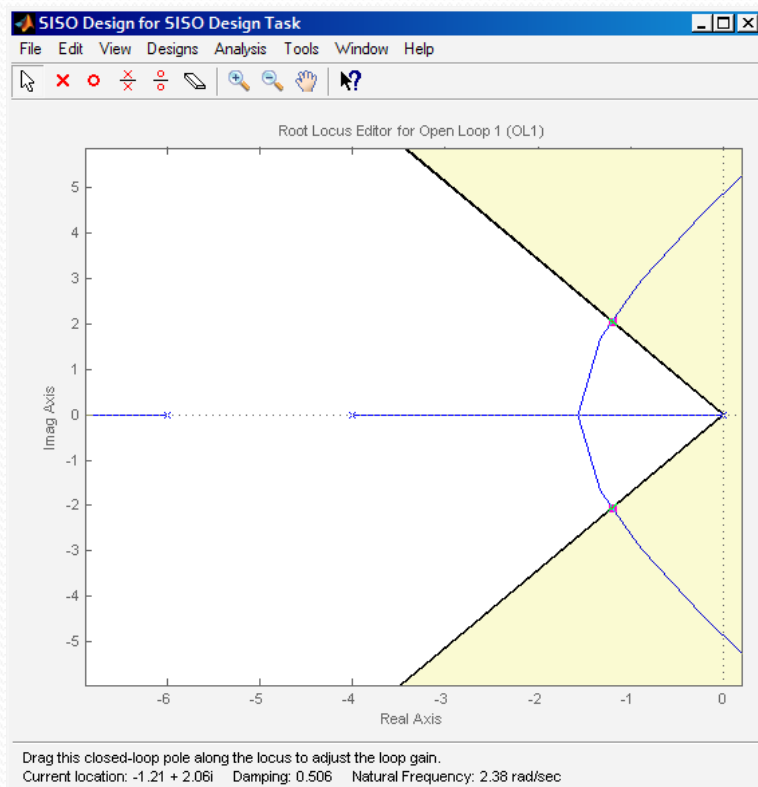 SISO Design for SISO Design Task
File Edit View Designs Analysis Tools Window Help
Root Locus Editor for Open Loop 1 (OL1)
5
4
3
2
1
0
-1
-2
-3
-4
-5
Imag Axis
-6 -5 -4 -3 -2 -1 0
Real Axis
Drag this closed-loop pole along the locus to adjust the loop gain.
Current location: -1.21 + 2.06i Damping: 0.506 Natural Frequency: 2.38 rad/sec